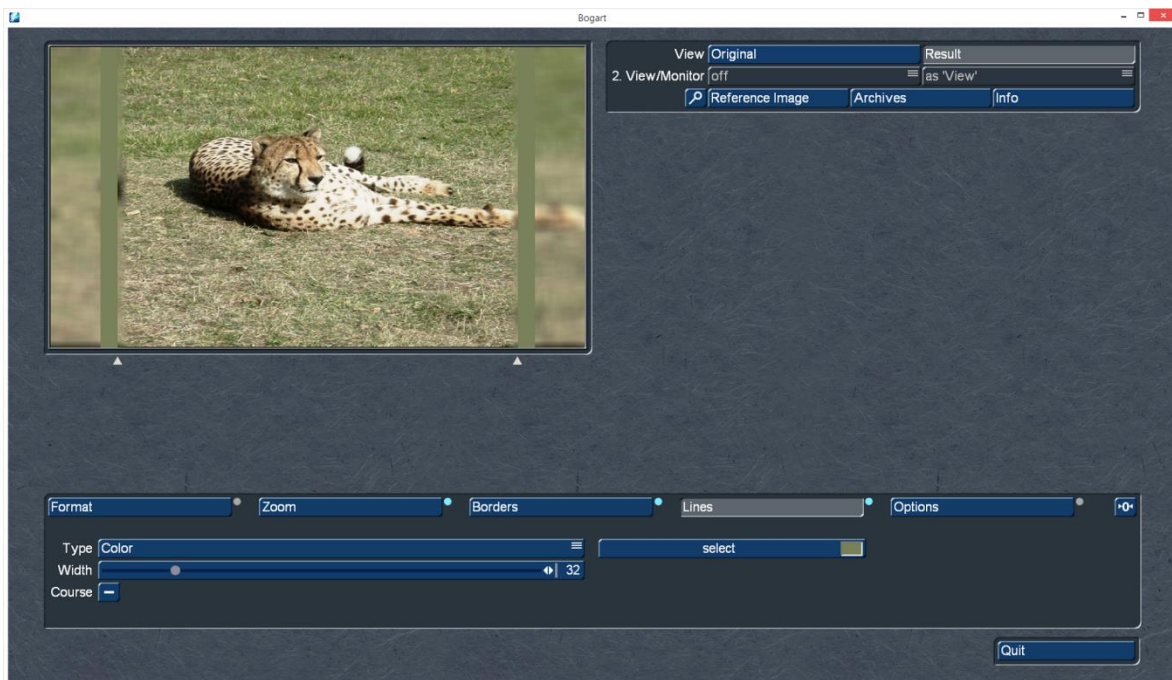 Bogart
View Original Result
2. View/Monitor off as 'View'
Reference Image Archives Info
Format Zoom Borders Lines Options
Type Color select
Width 32
Course
Quit